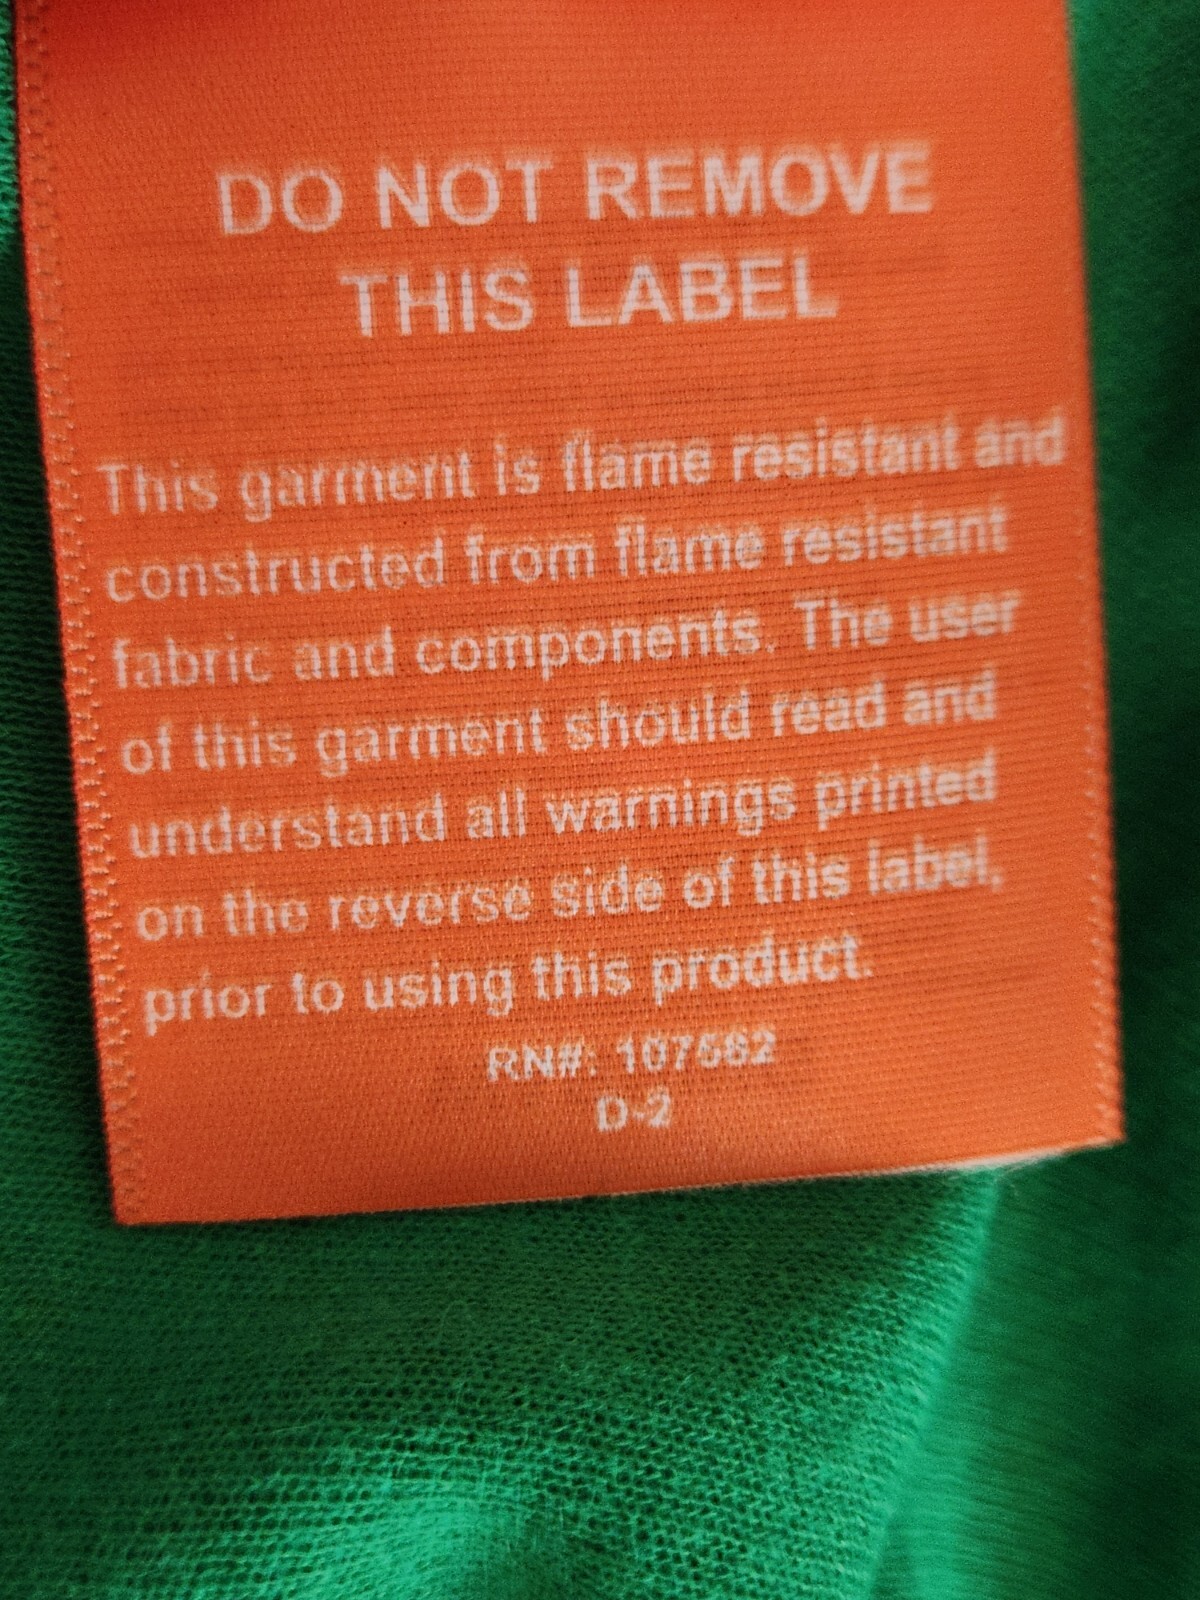 DO NOT REMOVE
THIS LABEL
This garment is flame resistant and
constructed from flame resistant
fabric and components. The user
of this garment should read and
understand all warnings printed
on the reverse side of this label,
prior to using this product.
RN#:
D-2